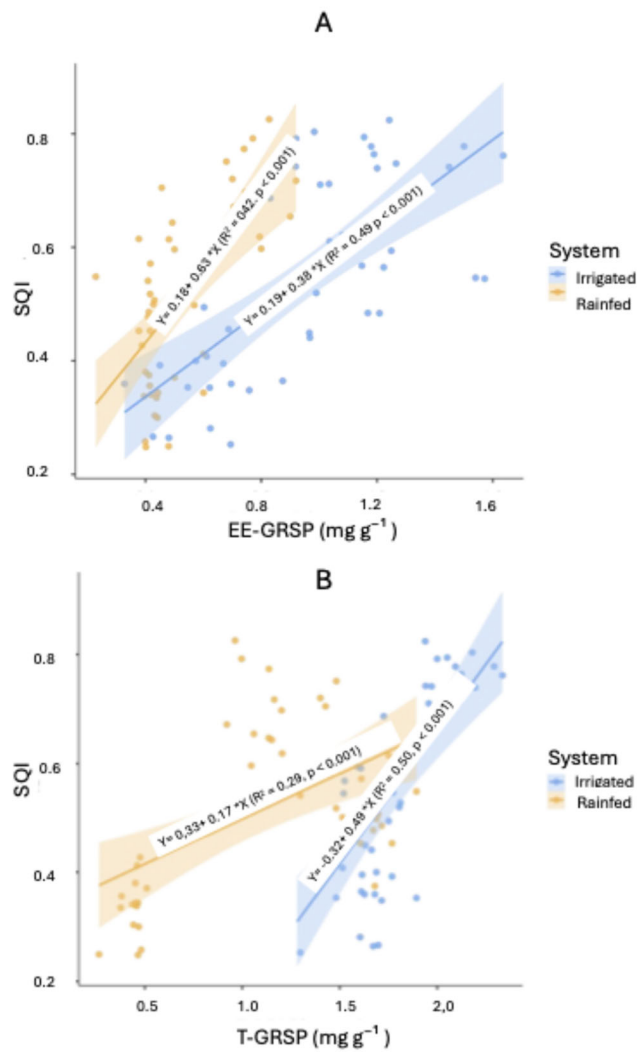 A
0.8
0.6
0.4
0.2
SQI
Y= 0.18+ 0.63 *X (R² = 042. p < 0.001)
Y= 0.19+ 0.38 *X (R² = 0.49 p < 0.001)
System
Irrigated
Rainfed
0.4 0.8 1.2 1.6
EE-GRSP (mg g⁻¹)
B
0.8
0.6
0.4
0.2
SQI
Y= 0,33+ 0.17 *X (R² = 0.29, p < 0.001)
Y= -0.32+ 0.49 *X (R² = 0.50, p < 0.001)
System
Irrigated
Rainfed
0.5 1.0 1.5 2,0
T-GRSP (mg g⁻¹)